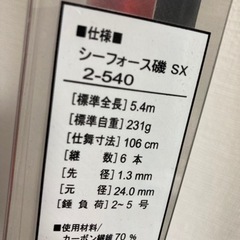 ■仕様■
シーフォース磯 SX
2-540
[標準全長] 5.4m
[標準自重] 231g
[仕舞寸法] 106 cm
[継　　数] 6 本
[先　　径] 1.3 mm
[元　　径] 24.0 mm
[錘 負 荷] 2~5 号
■使用材料/
カーボン繊維 70 %